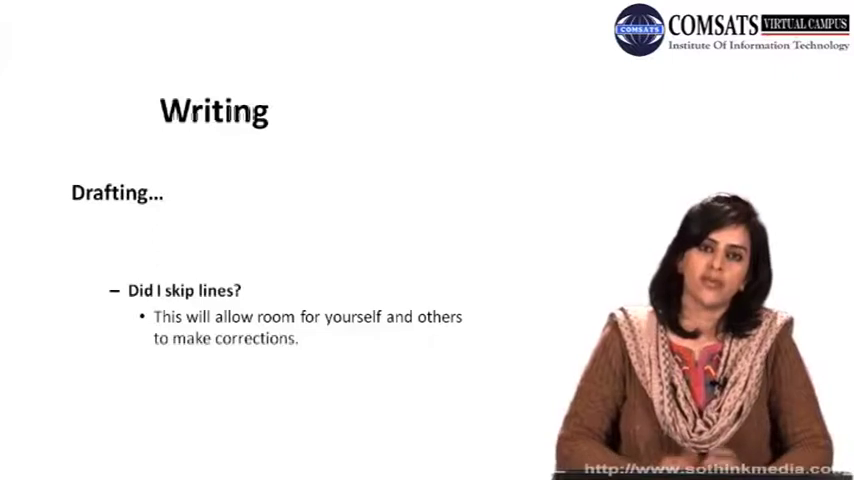 COMSATS VIRTUAL CAMPUS
COMSATS
Institute Of Information Technology
Writing
Drafting...
– Did I skip lines?
• This will allow room for yourself and others
to make corrections.
http://www.sothinkmedia.com